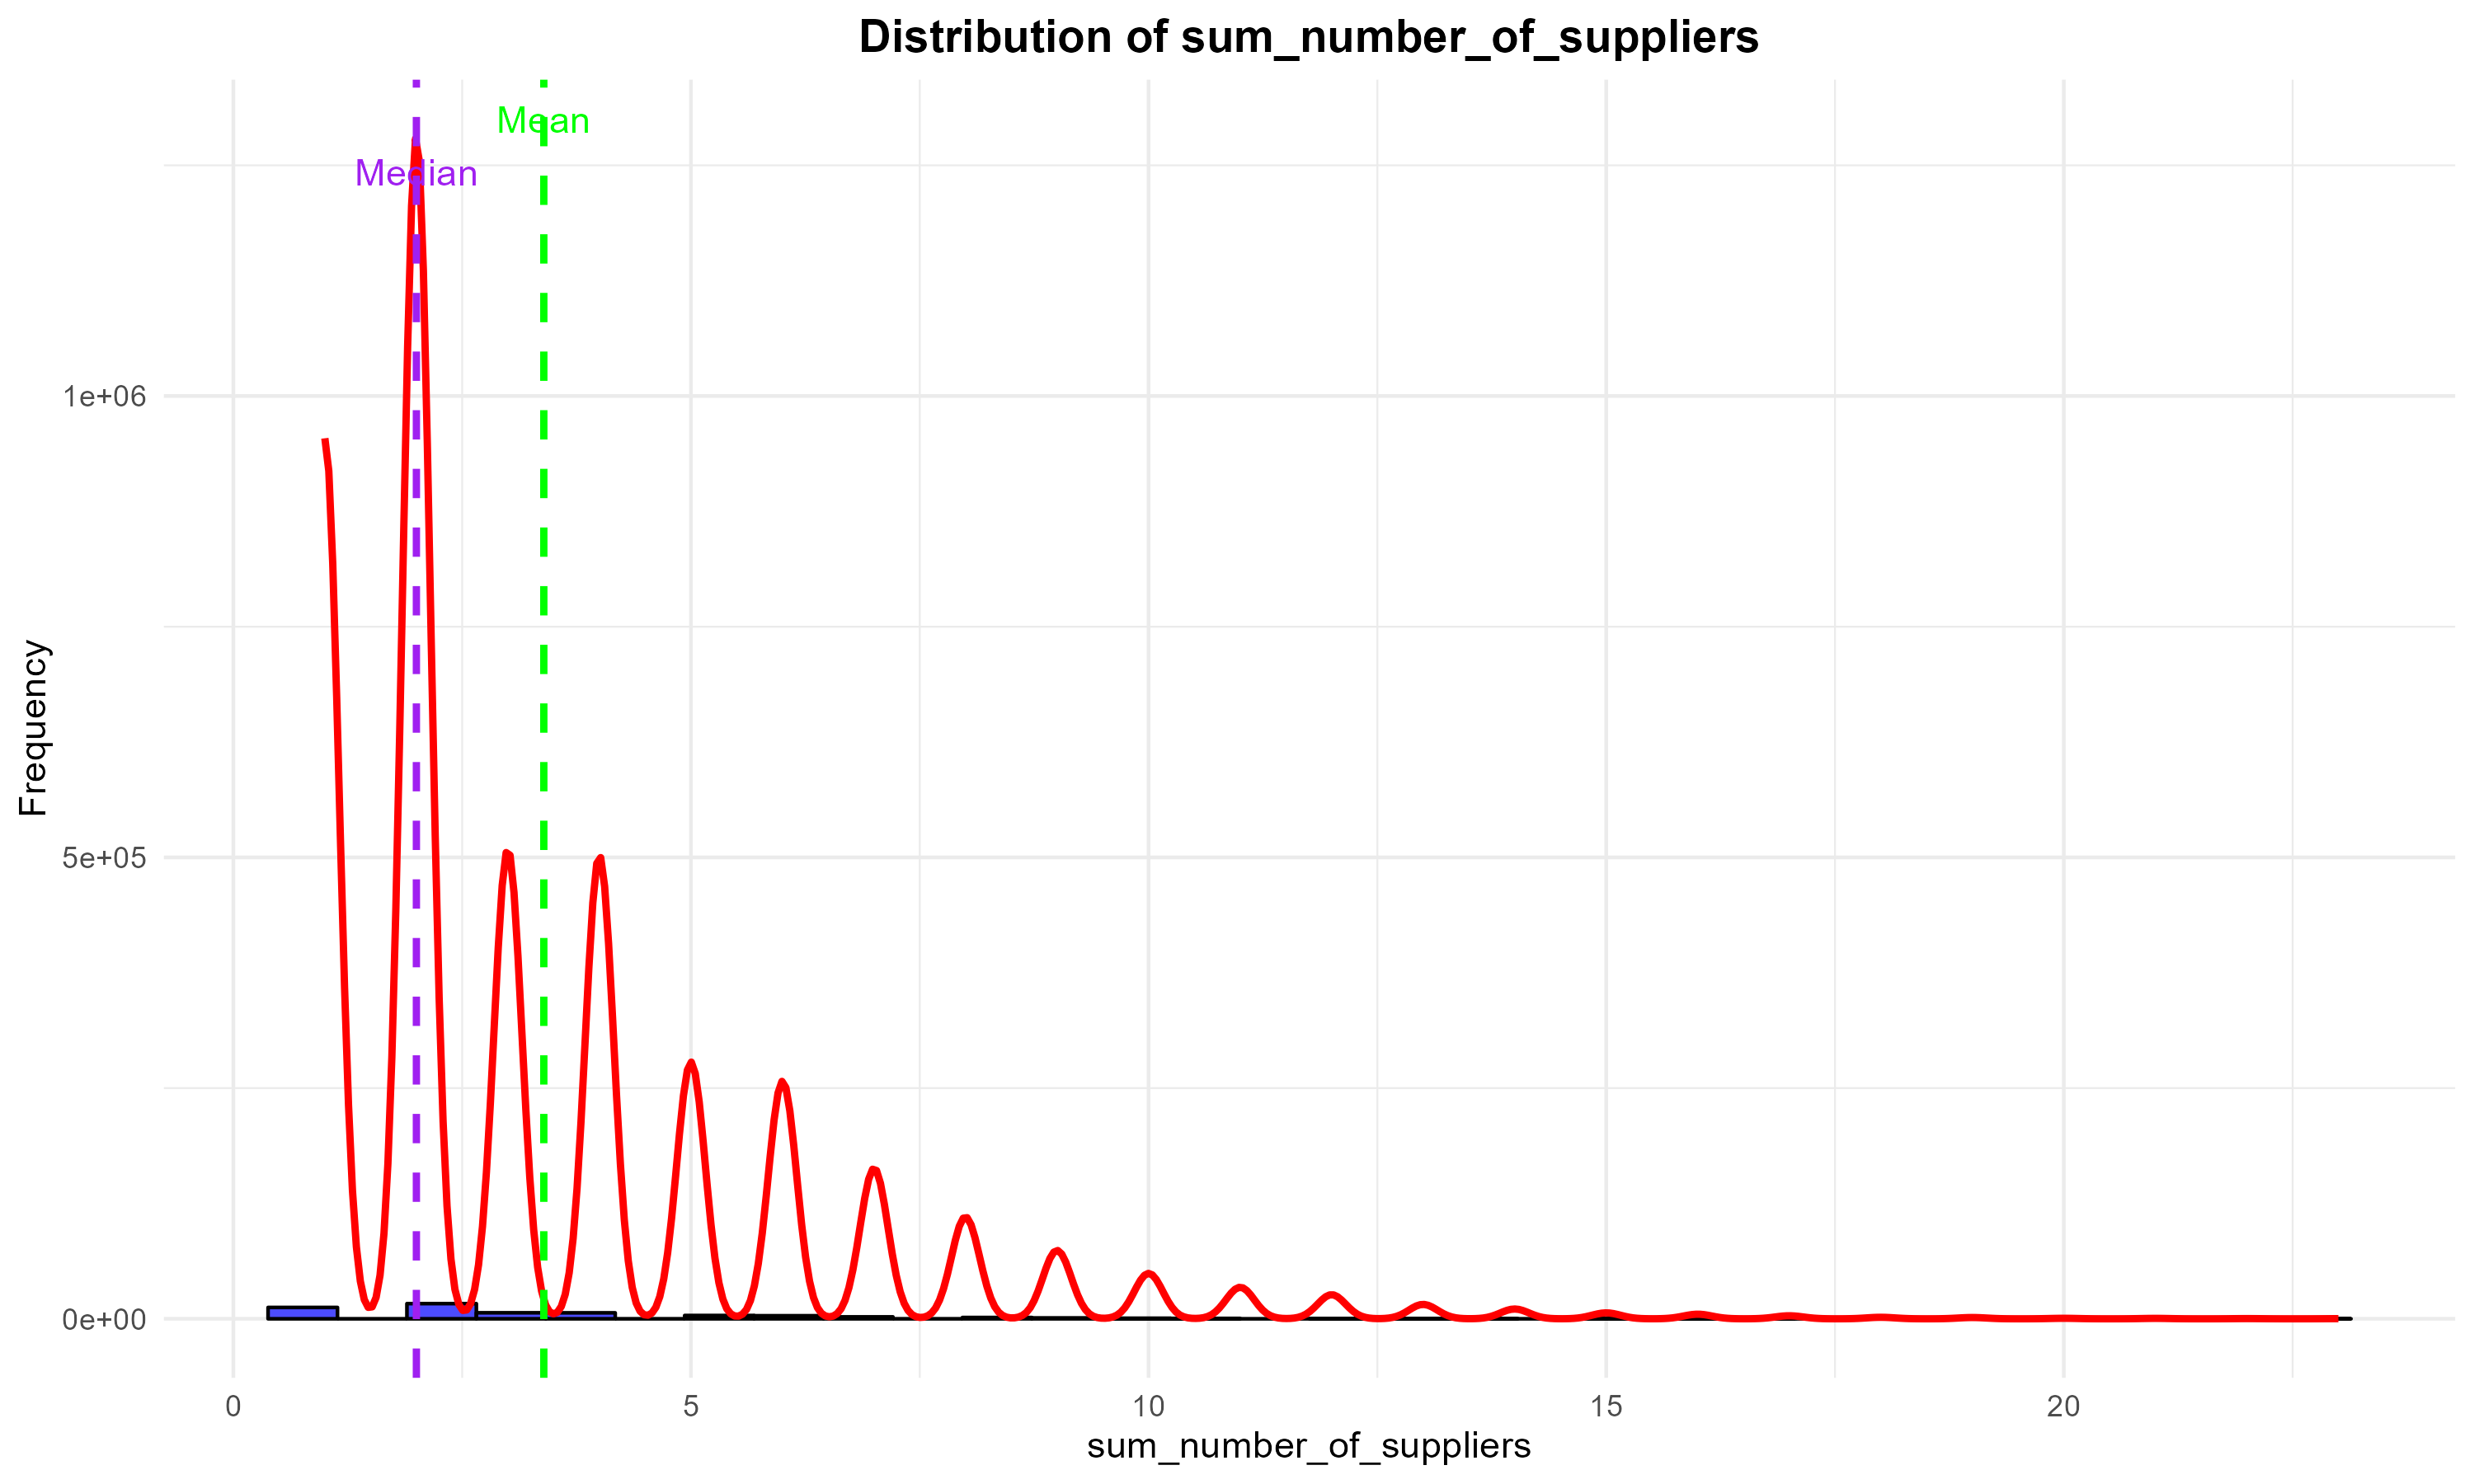 Distribution of sum_number_of_suppliers
Mean
Median
Frequency
1e+06
5e+05
0e+00
0
5
10
15
20
sum_number_of_suppliers